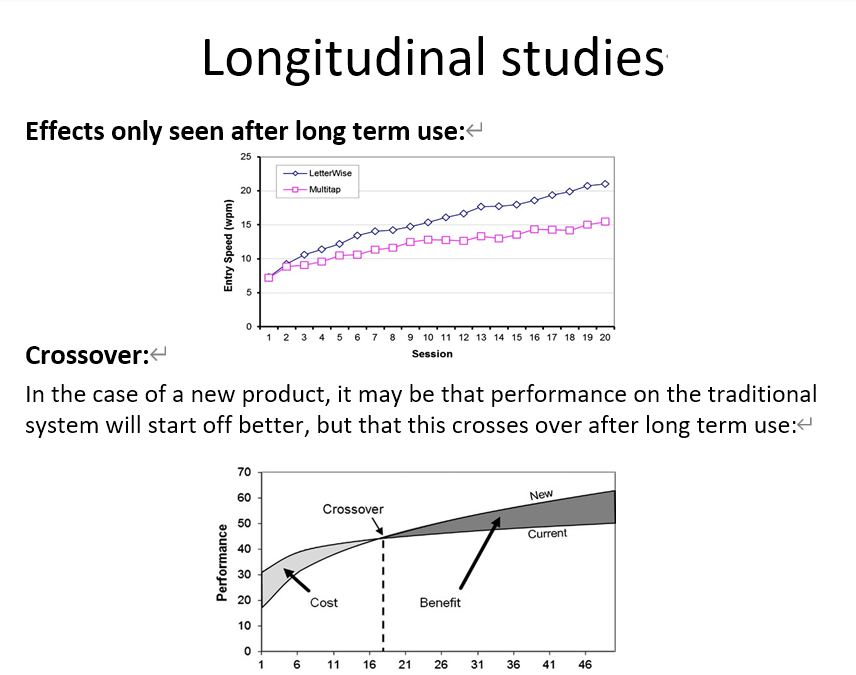 Longitudinal studies
Effects only seen after long term use:↵
25
20
15
10
5
0
LetterWise
Multitap
Entry Speed (wpm)
1 2 3 4 5 6 7 8 9 10 11 12 13 14 15 16 17 18 19 20
Session
Crossover:↵
In the case of a new product, it may be that performance on the traditional
system will start off better, but that this crosses over after long term use:↵
70
60
50
40
30
20
10
0
Performance
Crossover
New
Current
Cost
Benefit
1 6 11 16 21 26 31 36 41 46